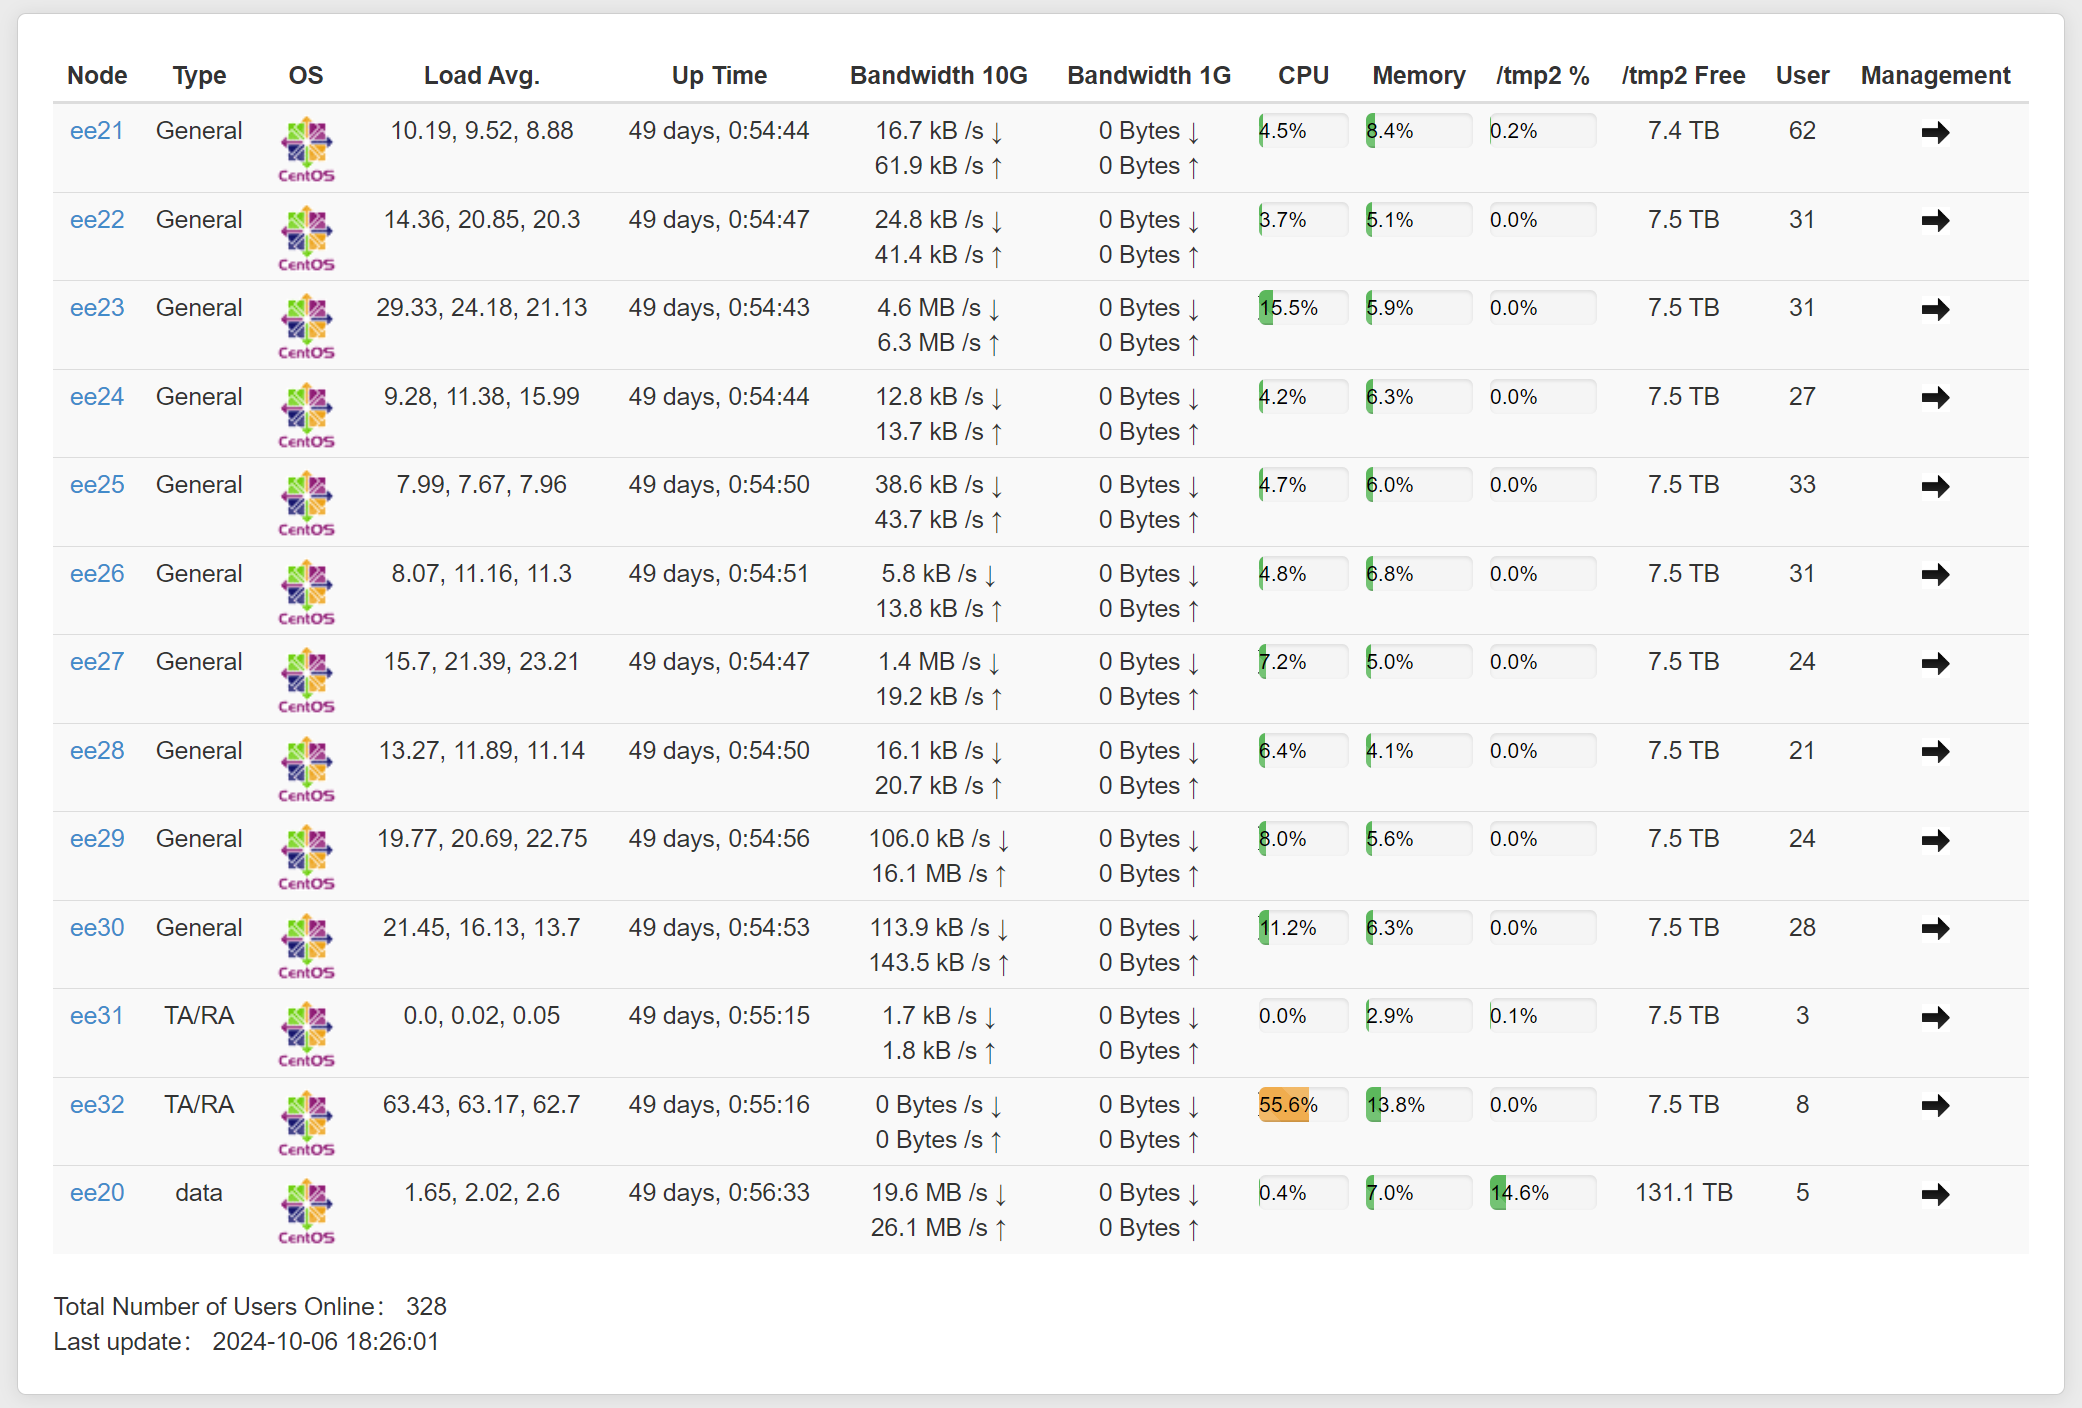 Node Type OS Load Avg. Up Time Bandwidth 10G Bandwidth 1G CPU Memory /tmp2 % /tmp2 Free User Management
ee21 General CentOS 10.19, 9.52, 8.88 49 days, 0:54:44 16.7 kB /s ↓ 0 Bytes ↓ 4.5% 8.4% 0.2% 7.4 TB 62
61.9 kB /s ↑ 0 Bytes ↑
ee22 General CentOS 14.36, 20.85, 20.3 49 days, 0:54:47 24.8 kB /s ↓ 0 Bytes ↓ 3.7% 5.1% 0.0% 7.5 TB 31
41.4 kB /s ↑ 0 Bytes ↑
ee23 General CentOS 29.33, 24.18, 21.13 49 days, 0:54:43 4.6 MB /s ↓ 0 Bytes ↓ 15.5% 5.9% 0.0% 7.5 TB 31
6.3 MB /s ↑ 0 Bytes ↑
ee24 General CentOS 9.28, 11.38, 15.99 49 days, 0:54:44 12.8 kB /s ↓ 0 Bytes ↓ 4.2% 6.3% 0.0% 7.5 TB 27
13.7 kB /s ↑ 0 Bytes ↑
ee25 General CentOS 7.99, 7.67, 7.96 49 days, 0:54:50 38.6 kB /s ↓ 0 Bytes ↓ 4.7% 6.0% 0.0% 7.5 TB 33
43.7 kB /s ↑ 0 Bytes ↑
ee26 General CentOS 8.07, 11.16, 11.3 49 days, 0:54:51 5.8 kB /s ↓ 0 Bytes ↓ 4.8% 6.8% 0.0% 7.5 TB 31
13.8 kB /s ↑ 0 Bytes ↑
ee27 General CentOS 15.7, 21.39, 23.21 49 days, 0:54:47 1.4 MB /s ↓ 0 Bytes ↓ 7.2% 5.0% 0.0% 7.5 TB 24
19.2 kB /s ↑ 0 Bytes ↑
ee28 General CentOS 13.27, 11.89, 11.14 49 days, 0:54:50 16.1 kB /s ↓ 0 Bytes ↓ 6.4% 4.1% 0.0% 7.5 TB 21
20.7 kB /s ↑ 0 Bytes ↑
ee29 General CentOS 19.77, 20.69, 22.75 49 days, 0:54:56 106.0 kB /s ↓ 0 Bytes ↓ 8.0% 5.6% 0.0% 7.5 TB 24
16.1 MB /s ↑ 0 Bytes ↑
ee30 General CentOS 21.45, 16.13, 13.7 49 days, 0:54:53 113.9 kB /s ↓ 0 Bytes ↓ 11.2% 6.3% 0.0% 7.5 TB 28
143.5 kB /s ↑ 0 Bytes ↑
ee31 TA/RA CentOS 0.0, 0.02, 0.05 49 days, 0:55:15 1.7 kB /s ↓ 0 Bytes ↓ 0.0% 2.9% 0.1% 7.5 TB 3
1.8 kB /s ↑ 0 Bytes ↑
ee32 TA/RA CentOS 63.43, 63.17, 62.7 49 days, 0:55:16 0 Bytes /s ↓ 0 Bytes ↓ 55.6% 13.8% 0.0% 7.5 TB 8
0 Bytes /s ↑ 0 Bytes ↑
ee20 data CentOS 1.65, 2.02, 2.6 49 days, 0:56:33 19.6 MB /s ↓ 0 Bytes ↓ 0.4% 7.0% 14.6% 131.1 TB 5
26.1 MB /s ↑ 0 Bytes ↑
Total Number of Users Online： 328
Last update： 2024-10-06 18:26:01